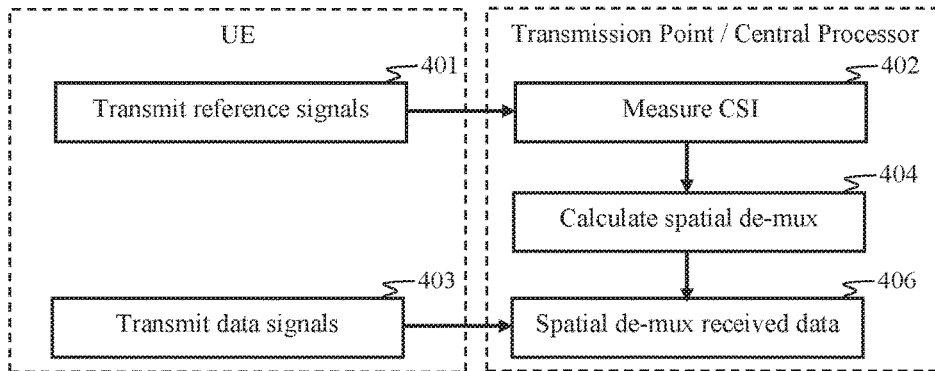 UE
Transmission Point / Central Processor
401
Transmit reference signals
402
Measure CSI
404
Calculate spatial de-mux
403
Transmit data signals
406
Spatial de-mux received data